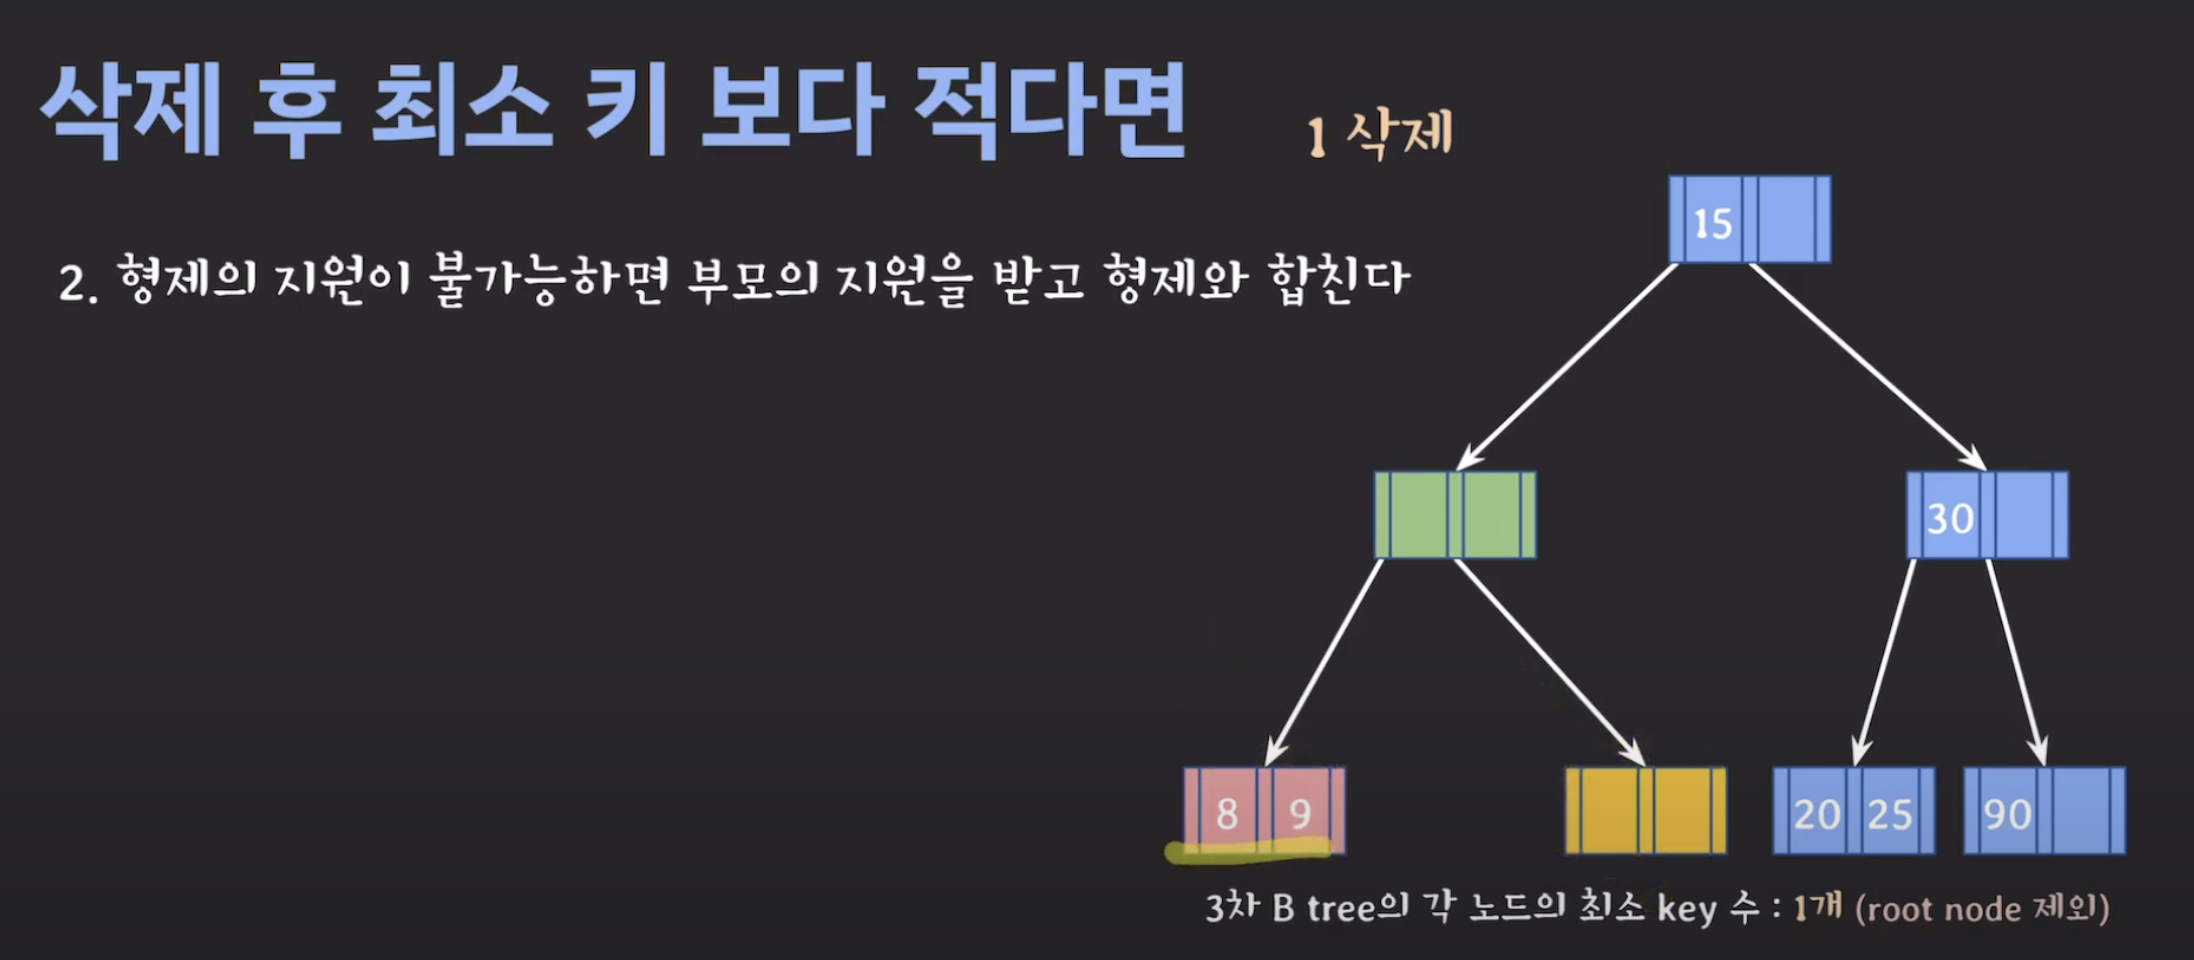 삭제 후 최소 키 보다 적다면
1 삭제
2. 형제의 지원이 불가능하면 부모의 지원을 받고 형제와 합친다
15
30
8 9
20 25
90
3차 B tree의 각 노드의 최소 key 수 : 1개 (root node 제외)